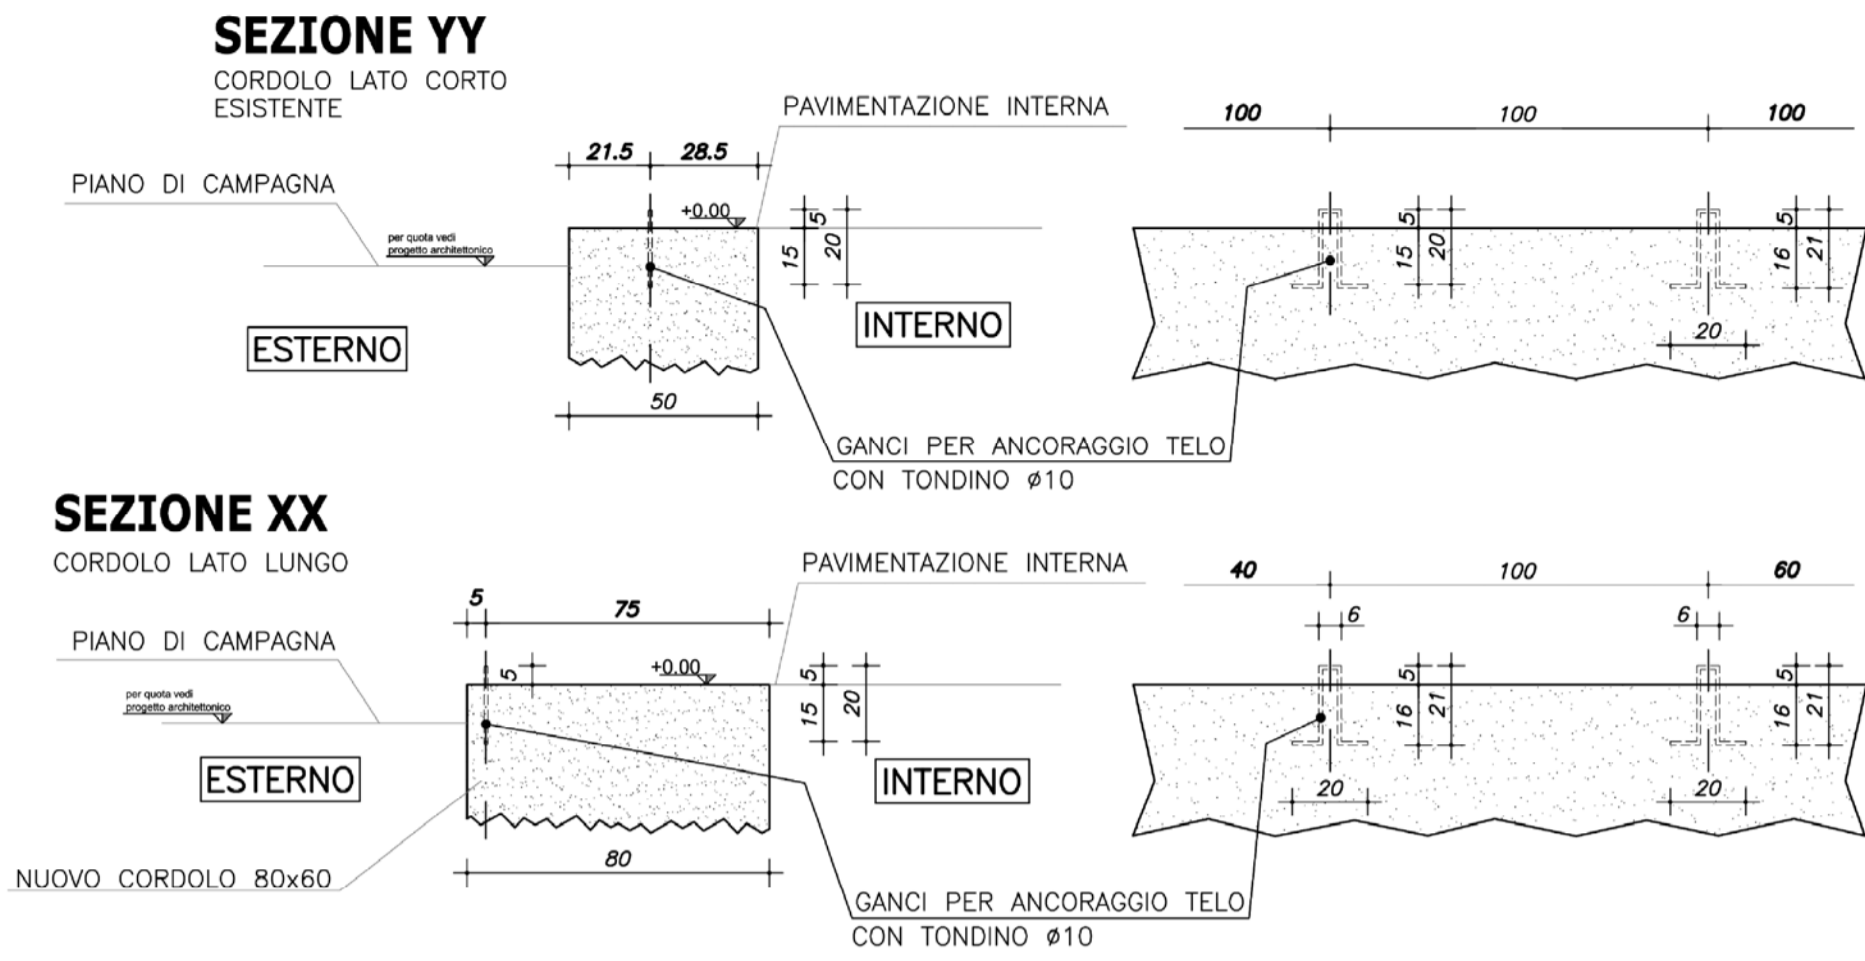 SEZIONE YY
CORDOLO LATO CORTO
ESISTENTE
PAVIMENTAZIONE INTERNA
100
100
100
21.5
28.5
PIANO DI CAMPAGNA
+0.00
per quota vedi
progetto architettonico
5
15
20
5
15
20
5
16
21
ESTERNO
INTERNO
20
50
GANCI PER ANCORAGGIO TELO
CON TONDINO ø10
SEZIONE XX
CORDOLO LATO LUNGO
PAVIMENTAZIONE INTERNA
40
100
60
5
75
6
6
PIANO DI CAMPAGNA
5
+0.00
per quota vedi
progetto architettonico
5
15
20
5
16
21
5
16
21
ESTERNO
INTERNO
20
20
80
NUOVO CORDOLO 80x60
GANCI PER ANCORAGGIO TELO
CON TONDINO ø10